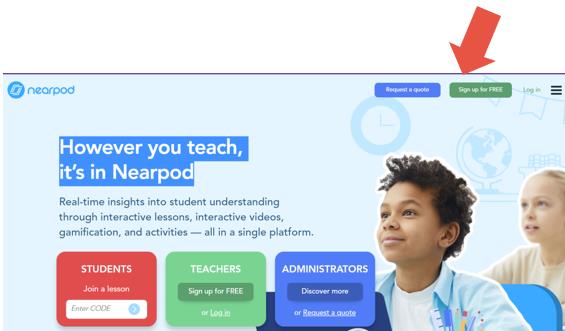 nearpod
Request a quote
Sign up for FREE
Log in
However you teach,
it's in Nearpod
Real-time insights into student understanding
through interactive lessons, interactive videos,
gamification, and activities — all in a single platform.
STUDENTS
Join a lesson
Enter CODE
TEACHERS
Sign up for FREE
or Log in
ADMINISTRATORS
Discover more
or Request a quote